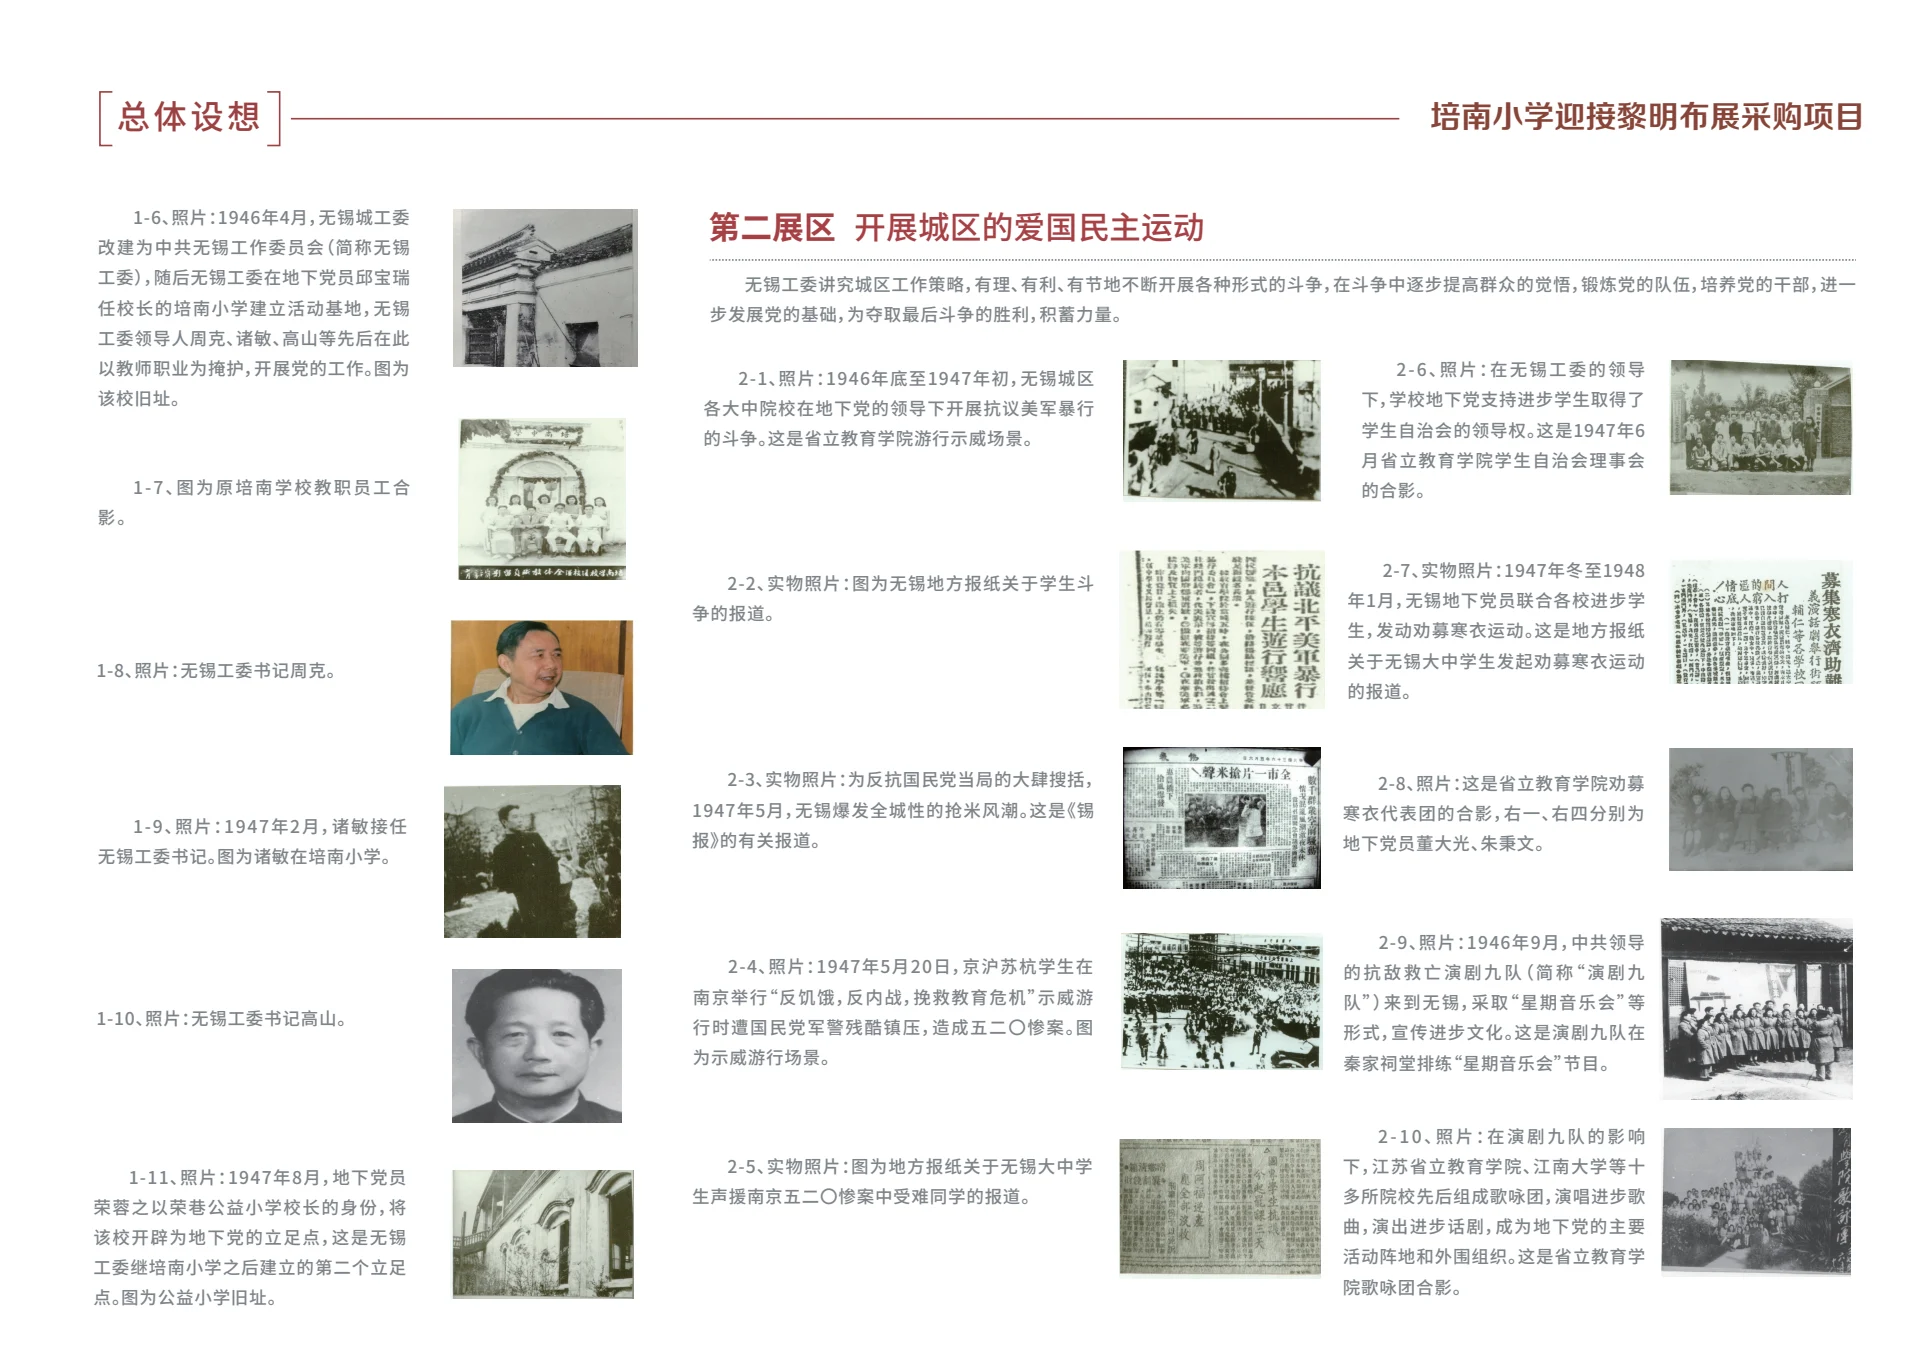 总体设想
培南小学迎接黎明布展采购项目
1-6、照片：1946年4月，无锡城工委
改建为中共无锡工作委员会（简称无锡
工委），随后无锡工委在地下党员邱宝瑞
任校长的培南小学建立活动基地，无锡
工委领导人周克、诸敏、高山等先后在此
以教师职业为掩护，开展党的工作。图为
该校旧址。
1-7、图为原培南学校教职员工合
影。
1-8、照片：无锡工委书记周克。
1-9、照片：1947年2月，诸敏接任
无锡工委书记。图为诸敏在培南小学。
1-10、照片：无锡工委书记高山。
1-11、照片：1947年8月，地下党员
荣蓉之以荣巷公益小学校长的身份，将
该校开辟为地下党的立足点，这是无锡
工委继培南小学之后建立的第二个立足
点。图为公益小学旧址。
第二展区 开展城区的爱国民主运动
无锡工委讲究城区工作策略，有理、有利、有节地不断开展各种形式的斗争，在斗争中逐步提高群众的觉悟，锻炼党的队伍，培养党的干部，进一
步发展党的基础，为夺取最后斗争的胜利，积蓄力量。
2-1、照片：1946年底至1947年初，无锡城区
各大中院校在地下党的领导下开展抗议美军暴行
的斗争。这是省立教育学院游行示威场景。
2-2、实物照片：图为无锡地方报纸关于学生斗
争的报道。
抗議北平美軍暴行
本邑學生遊行響應
2-3、实物照片：为反抗国民党当局的大肆搜括，
1947年5月，无锡爆发全城性的抢米风潮。这是《锡
报》的有关报道。
全市一片搶米聲
2-4、照片：1947年5月20日，京沪苏杭学生在
南京举行“反饥饿，反内战，挽救教育危机”示威游
行时遭国民党军警残酷镇压，造成五二〇惨案。图
为示威游行场景。
2-5、实物照片：图为地方报纸关于无锡大中学
生声援南京五二〇惨案中受难同学的报道。
2-6、照片：在无锡工委的领导
下，学校地下党支持进步学生取得了
学生自治会的领导权。这是1947年6
月省立教育学院学生自治会理事会
的合影。
2-7、实物照片：1947年冬至1948
年1月，无锡地下党员联合各校进步学
生，发动劝募寒衣运动。这是地方报纸
关于无锡大中学生发起劝募寒衣运动
的报道。
募集寒衣濟助難
2-8、照片：这是省立教育学院劝募
寒衣代表团的合影，右一、右四分别为
地下党员董大光、朱秉文。
2-9、照片：1946年9月，中共领导
的抗敌救亡演剧九队（简称“演剧九
队”）来到无锡，采取“星期音乐会”等
形式，宣传进步文化。这是演剧九队在
秦家祠堂排练“星期音乐会”节目。
2-10、照片：在演剧九队的影响
下，江苏省立教育学院、江南大学等十
多所院校先后组成歌咏团，演唱进步歌
曲，演出进步话剧，成为地下党的主要
活动阵地和外围组织。这是省立教育学
院歌咏团合影。